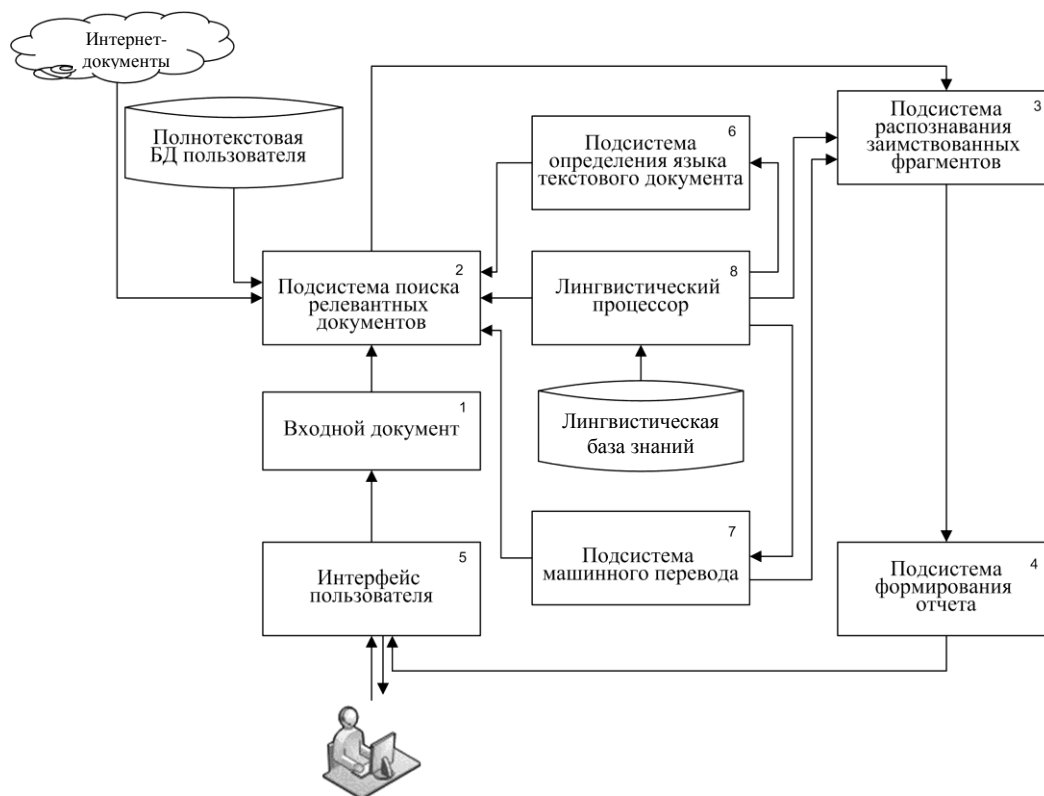 Интернет-
документы
Полнотекстовая
БД пользователя
6
Подсистема
определения языка
текстового документа
3
Подсистема
распознавания
заимствованных
фрагментов
2
Подсистема поиска
релевантных
документов
8
Лингвистический
процессор
1
Входной документ
Лингвистическая
база знаний
5
Интерфейс
пользователя
7
Подсистема
машинного перевода
4
Подсистема
формирования
отчета